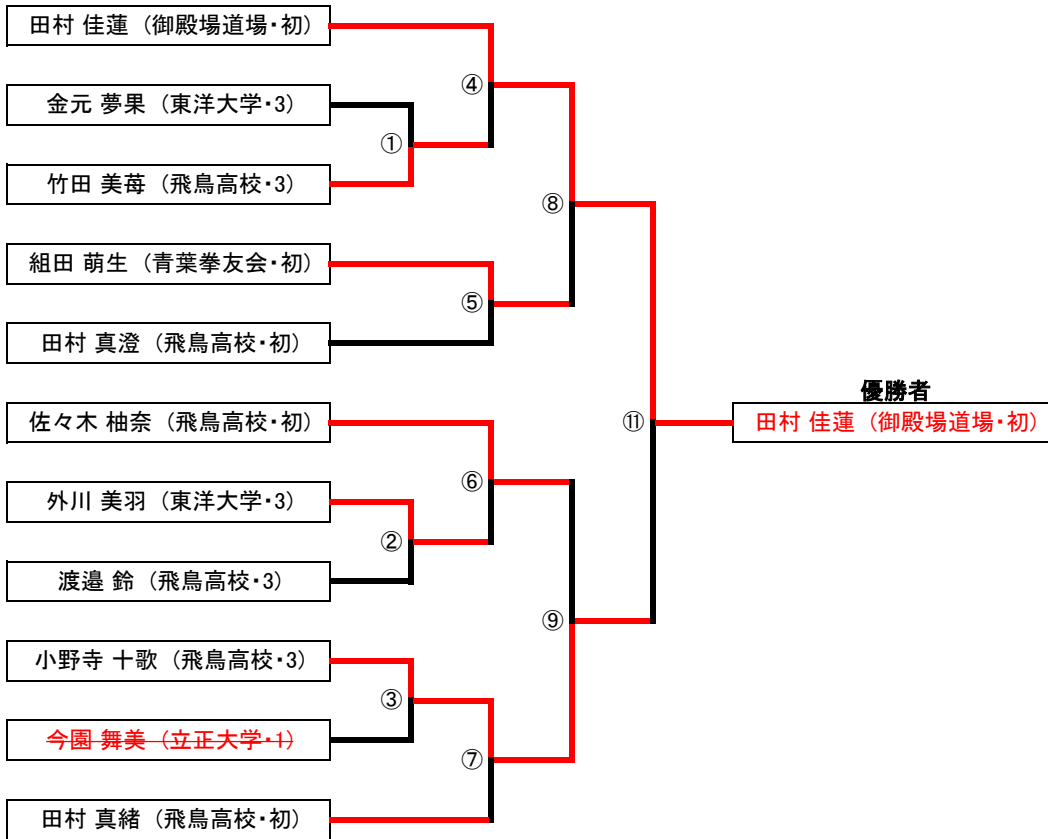 田村 佳蓮 (御殿場道場・初)
④
金元 夢果 (東洋大学・3)
①
竹田 美苺 (飛鳥高校・3)
⑧
組田 萌生 (青葉拳友会・初)
⑤
田村 真澄 (飛鳥高校・初)
優勝者
佐々木 柚奈 (飛鳥高校・初)
⑪
田村 佳蓮 (御殿場道場・初)
⑥
外川 美羽 (東洋大学・3)
②
渡邉 鈴 (飛鳥高校・3)
⑨
小野寺 十歌 (飛鳥高校・3)
③
今園 舞美 (立正大学・1)
⑦
田村 真緒 (飛鳥高校・初)